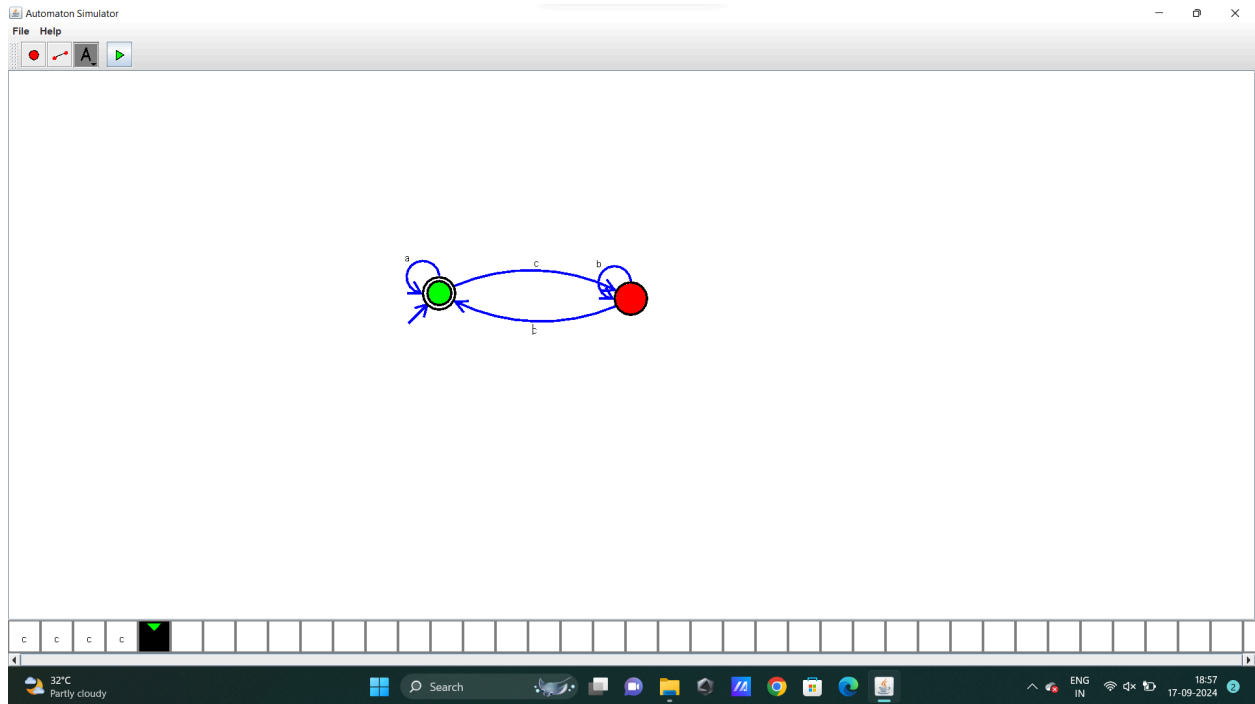 Automaton Simulator
File Help
A
a
c
b
c c c c
32°C
Partly cloudy
Search
ENG
IN
18:57
17-09-2024
2